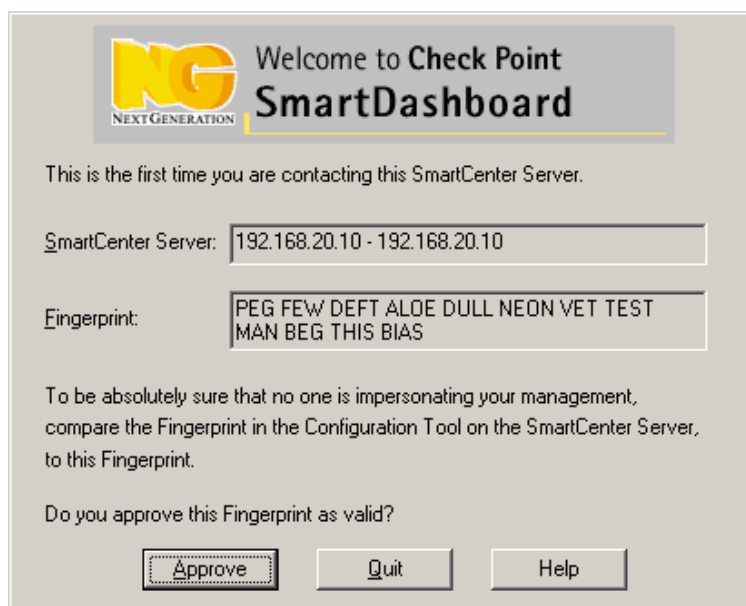 NG
NEXT GENERATION
Welcome to Check Point
SmartDashboard
This is the first time you are contacting this SmartCenter Server.
SmartCenter Server:
192.168.20.10 - 192.168.20.10
Fingerprint:
PEG FEW DEFT ALOE DULL NEON VET TEST
MAN BEG THIS BIAS
To be absolutely sure that no one is impersonating your management,
compare the Fingerprint in the Configuration Tool on the SmartCenter Server,
to this Fingerprint.
Do you approve this Fingerprint as valid?
Approve
Quit
Help